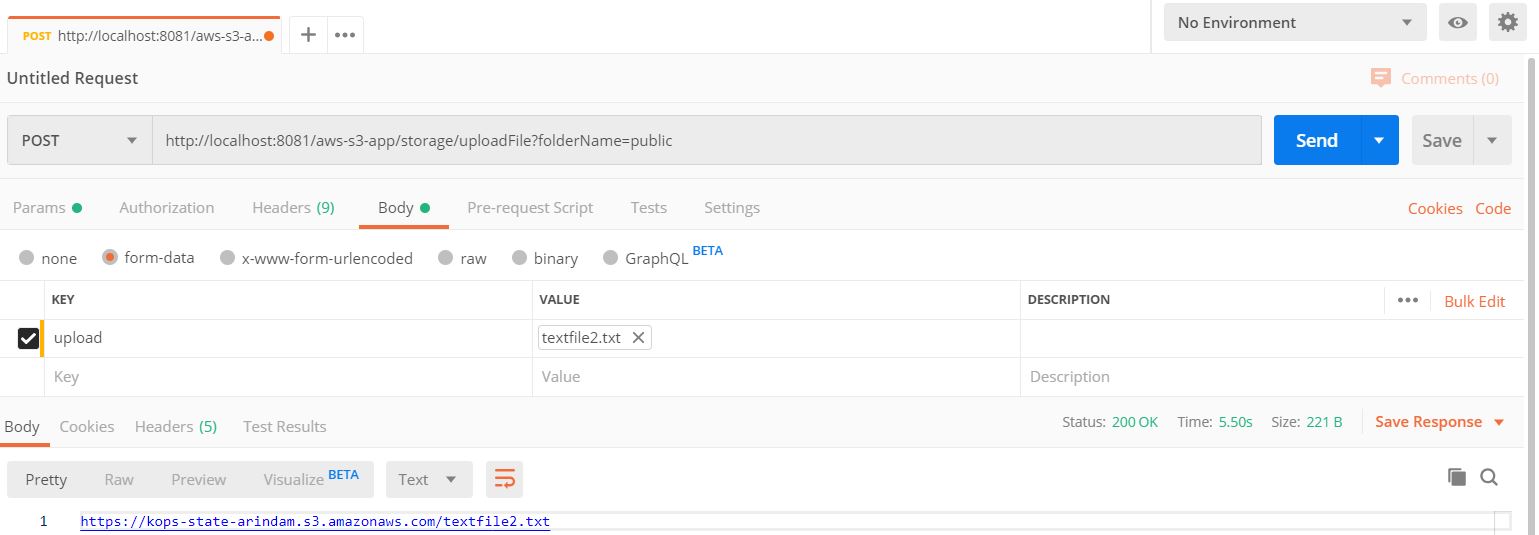 POST http://localhost:8081/aws-s3-a... + ••• No Environment
Untitled Request Comments (0)
POST http://localhost:8081/aws-s3-app/storage/uploadFile?folderName=public Send Save
Params Authorization Headers (9) Body Pre-request Script Tests Settings Cookies Code
none form-data x-www-form-urlencoded raw binary GraphQL BETA
KEY VALUE DESCRIPTION ••• Bulk Edit
upload textfile2.txt
Key Value Description
Body Cookies Headers (5) Test Results Status: 200 OK Time: 5.50s Size: 221 B Save Response
Pretty Raw Preview Visualize BETA Text
1 https://kops-state-arindam.s3.amazonaws.com/textfile2.txt